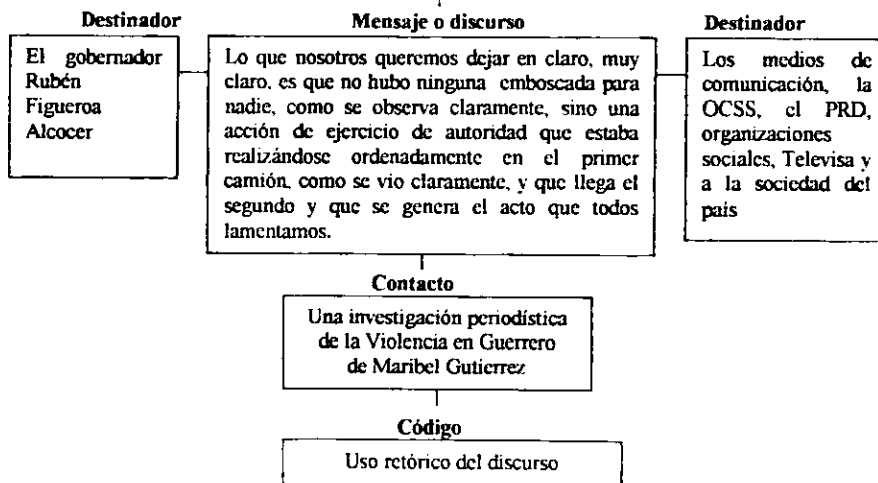 Destinador
El gobernador
Rubén
Figueroa
Alcocer
Mensaje o discurso
Lo que nosotros queremos dejar en claro, muy
claro, es que no hubo ninguna emboscada para
nadie, como se observa claramente, sino una
acción de ejercicio de autoridad que estaba
realizándose ordenadamente en el primer
camión, como se vio claramente, y que llega el
segundo y que se genera el acto que todos
lamentamos.
Destinador
Los medios de
comunicación, la
OCSS, el PRD,
organizaciones
sociales, Televisa y
a la sociedad del
país
Contacto
Una investigación periodística
de la Violencia en Guerrero
de Maribel Gutierrez
Código
Uso retórico del discurso